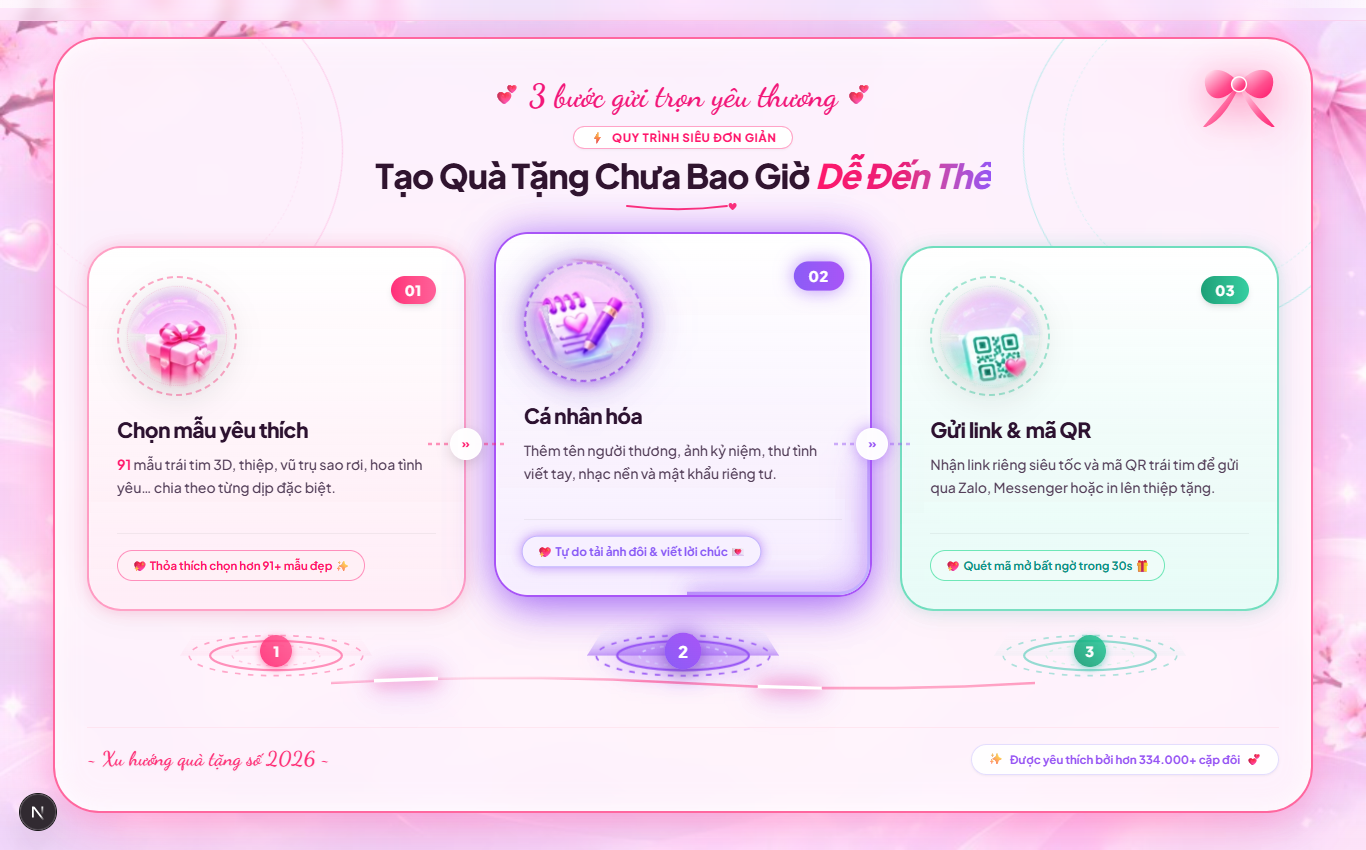 3 bước gửi trọn yêu thương
QUY TRÌNH SIÊU ĐƠN GIẢN
Tạo Quà Tặng Chưa Bao Giờ Dễ Đến Thế
01
Chọn mẫu yêu thích
91 mẫu trái tim 3D, thiệp, vũ trụ sao rơi, hoa tình
yêu… chia theo từng dịp đặc biệt.
Thỏa thích chọn hơn 91+ mẫu đẹp
»
02
Cá nhân hóa
Thêm tên người thương, ảnh kỷ niệm, thư tình
viết tay, nhạc nền và mật khẩu riêng tư.
Tự do tải ảnh đôi & viết lời chúc
»
03
Gửi link & mã QR
Nhận link riêng siêu tốc và mã QR trái tim để gửi
qua Zalo, Messenger hoặc in lên thiệp tặng.
Quét mã mở bất ngờ trong 30s
1
2
3
~ Xu hướng quà tặng số 2026 ~
Được yêu thích bởi hơn 334.000+ cặp đôi
N